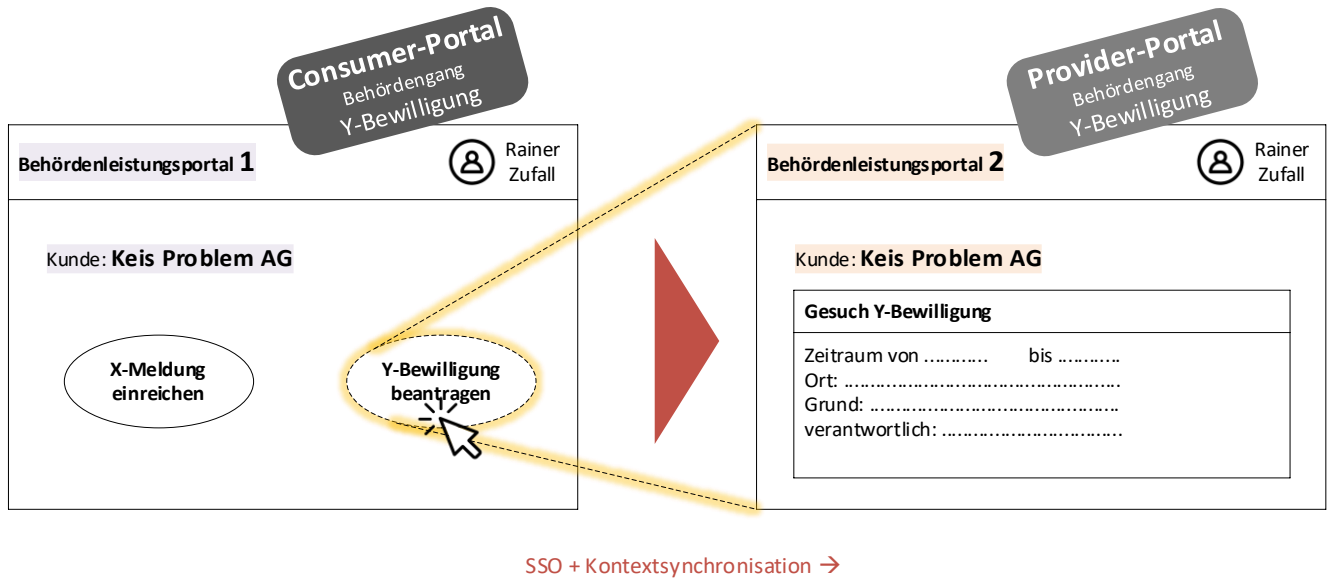 Consumer-Portal
Behördengang
Y-Bewilligung
Behördenleistungsportal 1
Rainer
Zufall
Kunde: Keis Problem AG
X-Meldung
einreichen
Y-Bewilligung
beantragen
Provider-Portal
Behördengang
Y-Bewilligung
Behördenleistungsportal 2
Rainer
Zufall
Kunde: Keis Problem AG
Gesuch Y-Bewilligung
Zeitraum von ............ bis ............
Ort: ....................................................
Grund: ...............................................
verantwortlich: ..................................
SSO + Kontextsynchronisation →